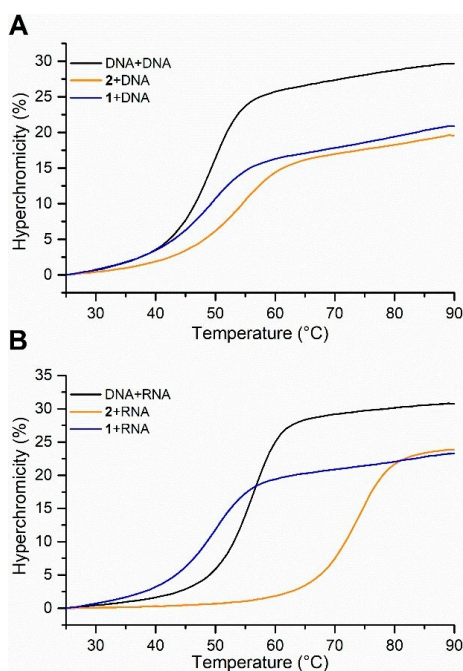 A
DNA+DNA
2+DNA
1+DNA
Hyperchromicity (%)
30
25
20
15
10
5
0
30 40 50 60 70 80 90
Temperature (°C)
B
DNA+RNA
2+RNA
1+RNA
Hyperchromicity (%)
35
30
25
20
15
10
5
0
30 40 50 60 70 80 90
Temperature (°C)